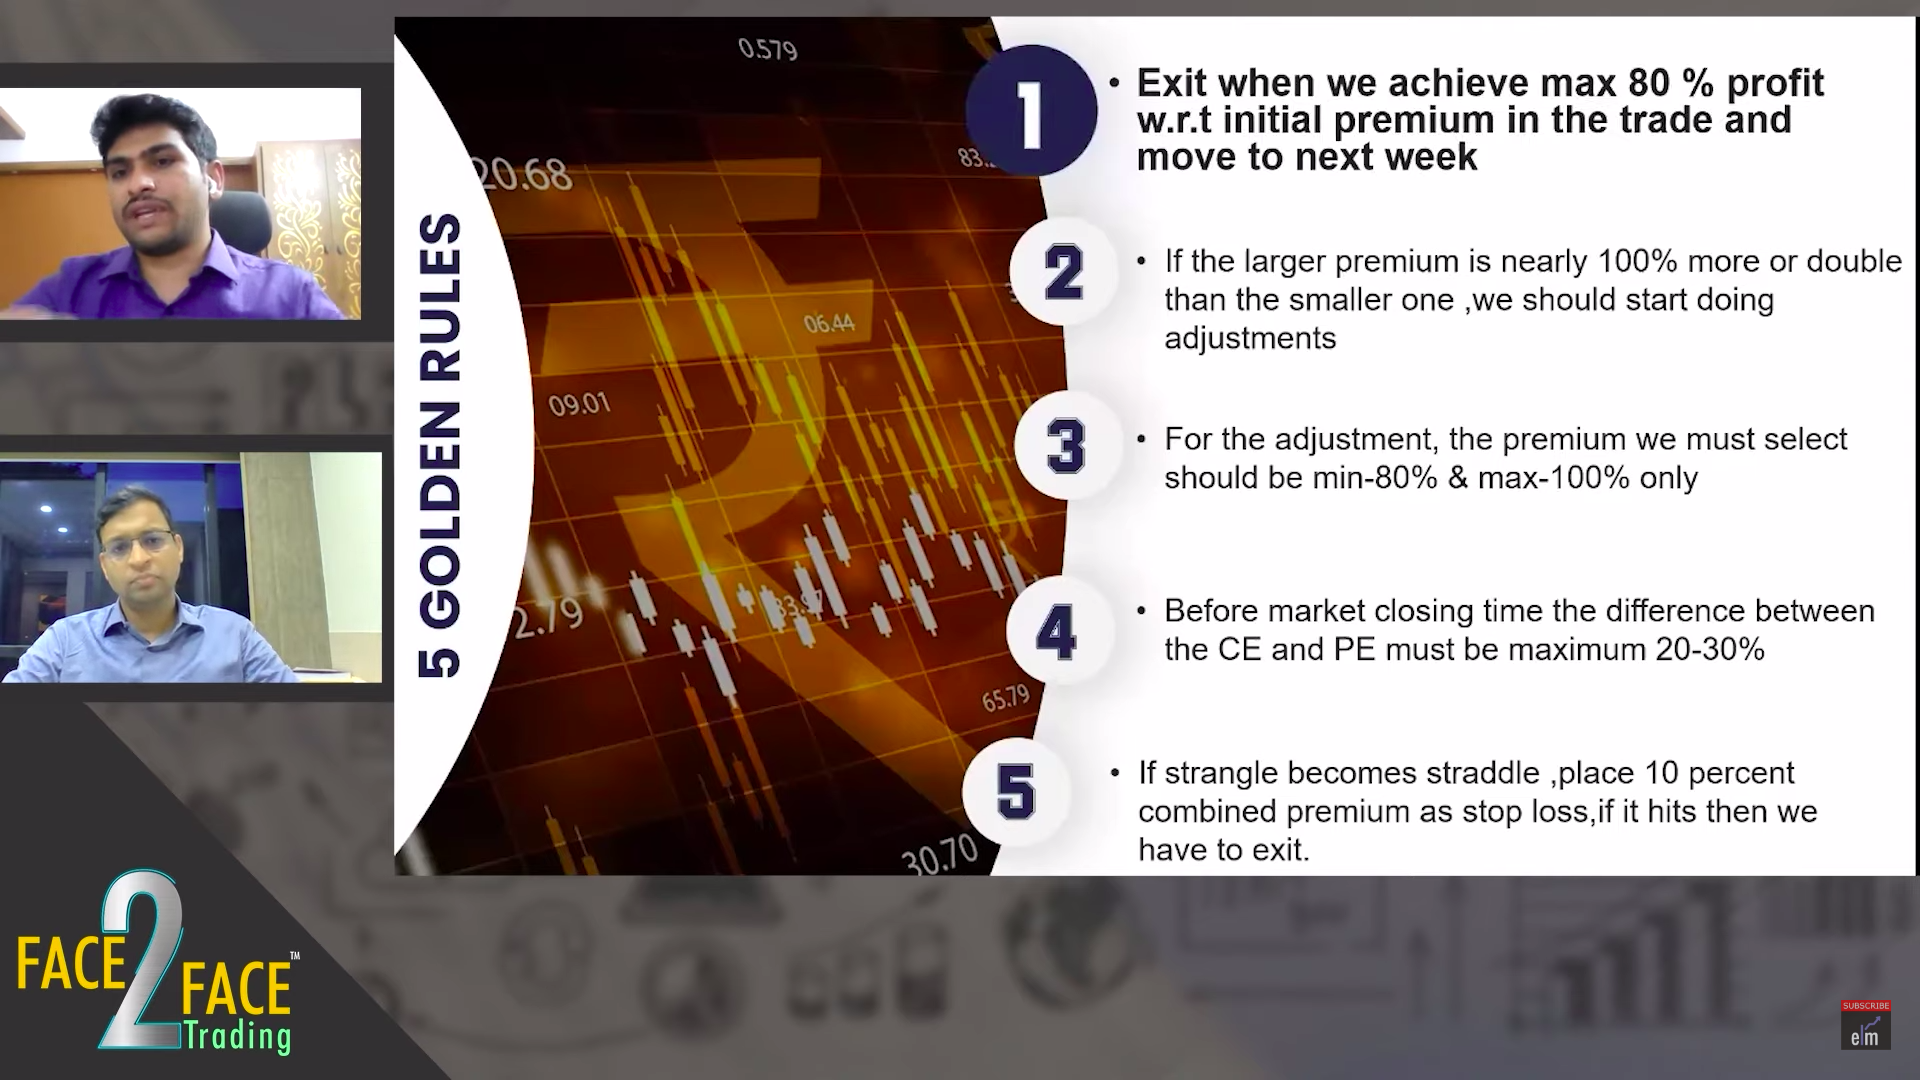 0.579
20.68
06.44
09.01
2.79
65.79
30.70
5 GOLDEN RULES
1
• Exit when we achieve max 80 % profit
w.r.t initial premium in the trade and
move to next week
2
• If the larger premium is nearly 100% more or double
than the smaller one ,we should start doing
adjustments
3
• For the adjustment, the premium we must select
should be min-80% & max-100% only
4
• Before market closing time the difference between
the CE and PE must be maximum 20-30%
5
• If strangle becomes straddle ,place 10 percent
combined premium as stop loss,if it hits then we
have to exit.
FACE 2 FACE™
Trading
SUBSCRIBE
elm